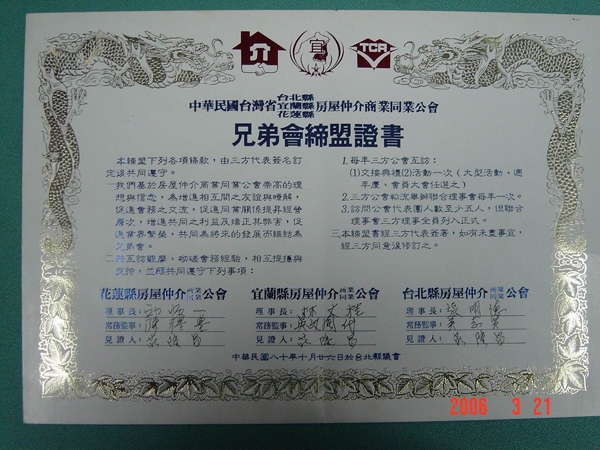 介
宜
TCR
台北縣
中華民國台灣省宜蘭縣房屋仲介商業同業公會
花蓮縣
兄弟會締盟證書
本締盟下列各項條款，由三方代表簽名訂
定並共同遵守。
一我們基於房屋仲介商業同業公會崇高的理
想與信念，為增進相互間之友誼與瞭解，
促進會務之交流，促進同業關係提昇經營
層次，增進共同之利益及矯正其弊害，促
進業界繁榮，共同為將來的發展而締結為
兄弟會。
二為互訪觀摩，砌磋會務經驗，相互提攜與
支持，並願共同遵守下列事項：
1.每年三方公會互訪：
(1)交接典禮(2)活動一次（大型活動、週
年慶，會員大會任選之）
2.三方公會輪流舉辦聯合理事會每年一次。
3.訪問公會代表團人數至少五人，但聯合
理事會三方理事全員列入正式。
三本締盟書經三方代表簽署，如有未盡事宜，
經三方同意後修訂之。
花蓮縣房屋仲介商業同業公會
理事長：
常務監事：
見證人：
宜蘭縣房屋仲介商業同業公會
理事長：
常務監事：
見證人：
台北縣房屋仲介商業同業公會
理事長：
常務監事：
見證人：
中華民國八十年十月廿六日於台北縣議會
2006 3 21